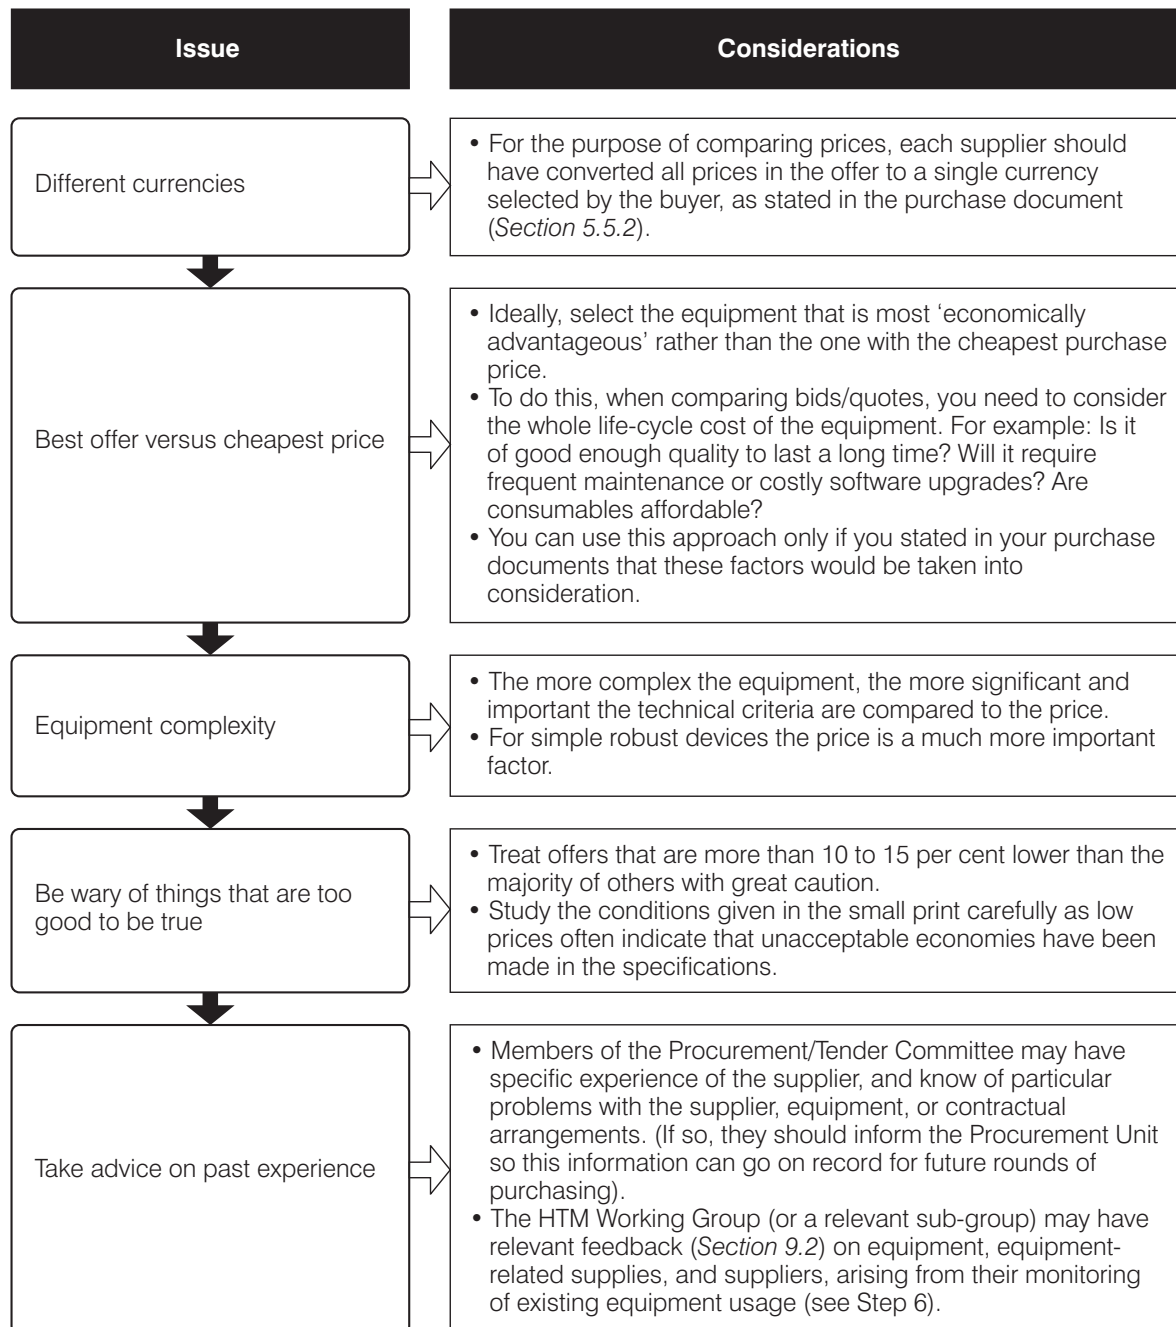 Issue
Considerations
Different currencies
• For the purpose of comparing prices, each supplier should
have converted all prices in the offer to a single currency
selected by the buyer, as stated in the purchase document
(Section 5.5.2).
Best offer versus cheapest price
• Ideally, select the equipment that is most ‘economically
advantageous’ rather than the one with the cheapest purchase
price.
• To do this, when comparing bids/quotes, you need to consider
the whole life-cycle cost of the equipment. For example: Is it
of good enough quality to last a long time? Will it require
frequent maintenance or costly software upgrades? Are
consumables affordable?
• You can use this approach only if you stated in your purchase
documents that these factors would be taken into
consideration.
Equipment complexity
• The more complex the equipment, the more significant and
important the technical criteria are compared to the price.
• For simple robust devices the price is a much more important
factor.
Be wary of things that are too
good to be true
• Treat offers that are more than 10 to 15 per cent lower than the
majority of others with great caution.
• Study the conditions given in the small print carefully as low
prices often indicate that unacceptable economies have been
made in the specifications.
Take advice on past experience
• Members of the Procurement/Tender Committee may have
specific experience of the supplier, and know of particular
problems with the supplier, equipment, or contractual
arrangements. (If so, they should inform the Procurement Unit
so this information can go on record for future rounds of
purchasing).
• The HTM Working Group (or a relevant sub-group) may have
relevant feedback (Section 9.2) on equipment, equipment-
related supplies, and suppliers, arising from their monitoring
of existing equipment usage (see Step 6).